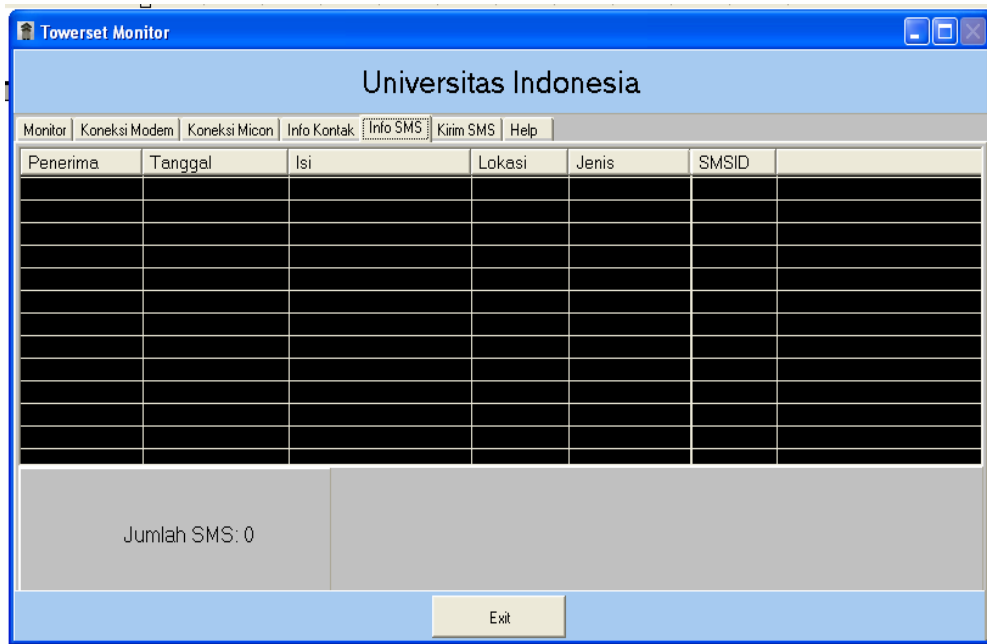 Towerset Monitor
Universitas Indonesia
Monitor Koneksi Modem Koneksi Micon Info Kontak Info SMS Kirim SMS Help
Penerima Tanggal Isi Lokasi Jenis SMSID
Jumlah SMS: 0
Exit